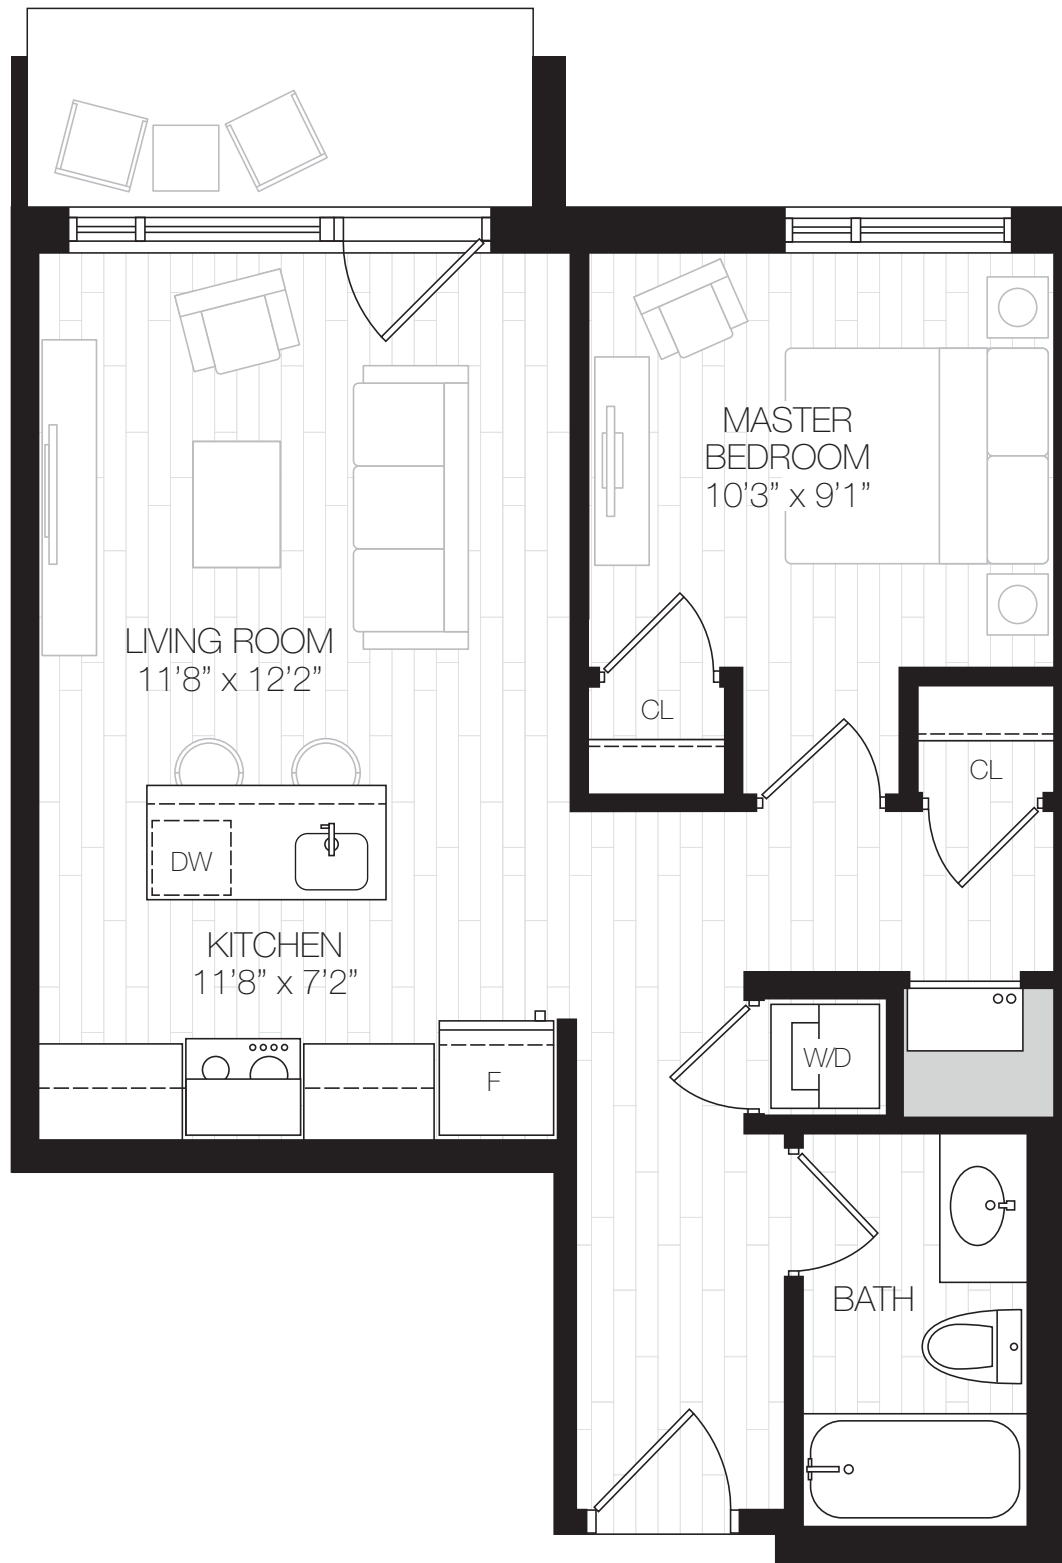 MASTER
BEDROOM
10’3” x 9’1”
LIVING ROOM
11’8” x 12’2”
CL
CL
DW
KITCHEN
11’8” x 7’2”
W/D
F
BATH